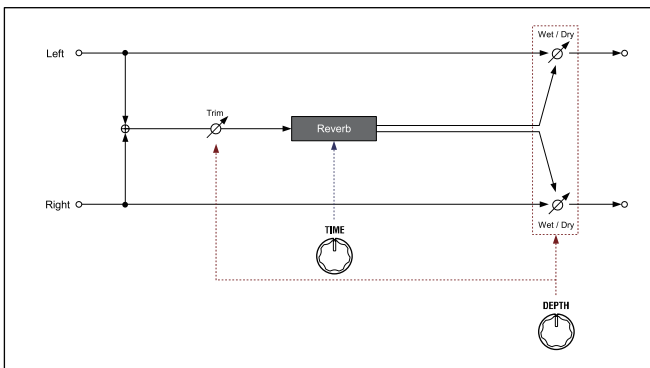 Wet / Dry
Left
Trim
Reverb
Right
Wet / Dry
TIME
DEPTH